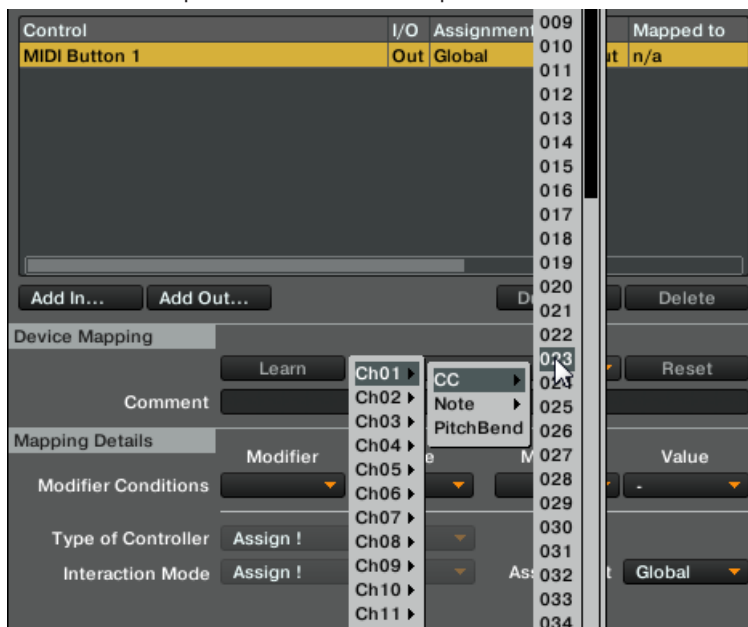 Control I/O Assignmen Mapped to
MIDI Button 1 Out Global n/a
009
010
011
012
013
014
015
016
017
018
019
020
021
022
023
024
025
026
027
028
029
030
031
032
033
034
Add In... Add Out... Delete
Device Mapping
Learn Reset
Comment
Mapping Details
Modifier Value
Modifier Conditions -
Type of Controller Assign !
Interaction Mode Assign ! Global
Ch01
Ch02
Ch03
Ch04
Ch05
Ch06
Ch07
Ch08
Ch09
Ch10
Ch11
CC
Note
PitchBend